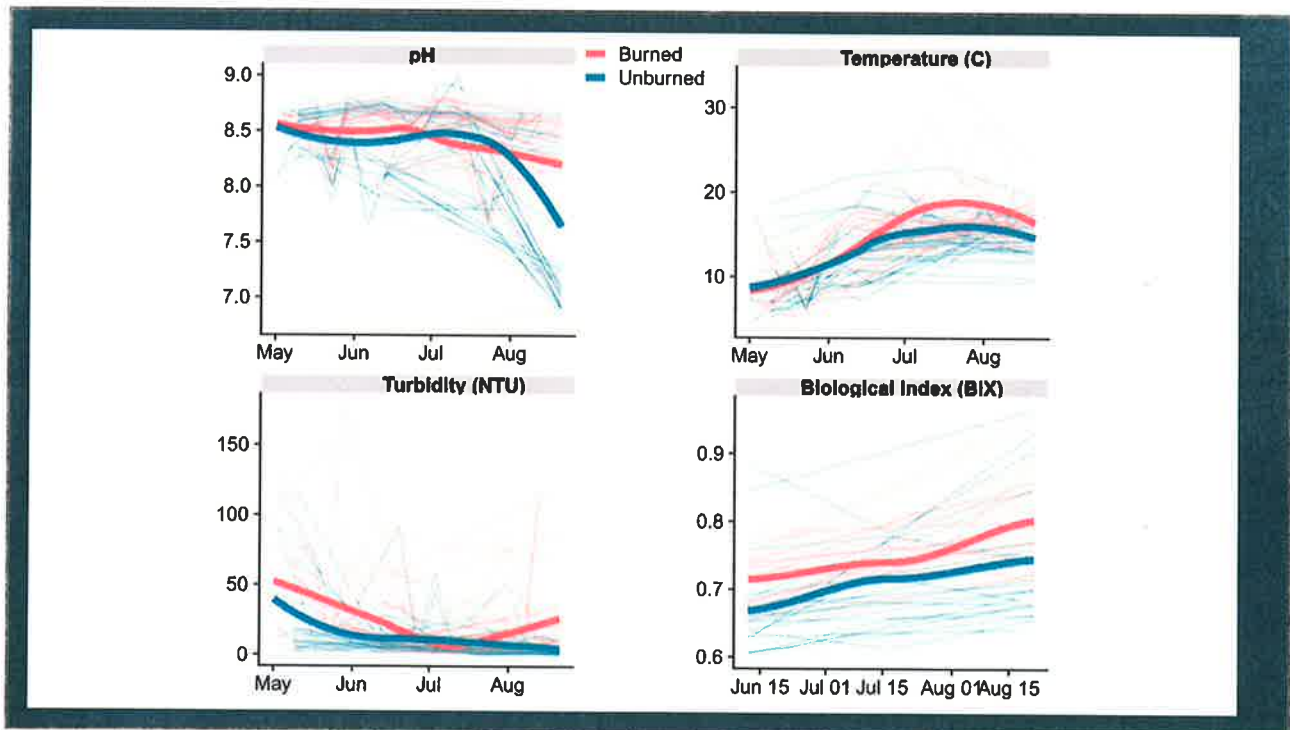 pH
Burned
Unburned
Temperature (C)
9.0
8.5
8.0
7.5
7.0
May Jun Jul Aug
30
20
10
May Jun Jul Aug
Turbidity (NTU)
150
100
50
0
May Jun Jul Aug
Biological Index (BIX)
0.9
0.8
0.7
0.6
Jun 15 Jul 01 Jul 15 Aug 01 Aug 15